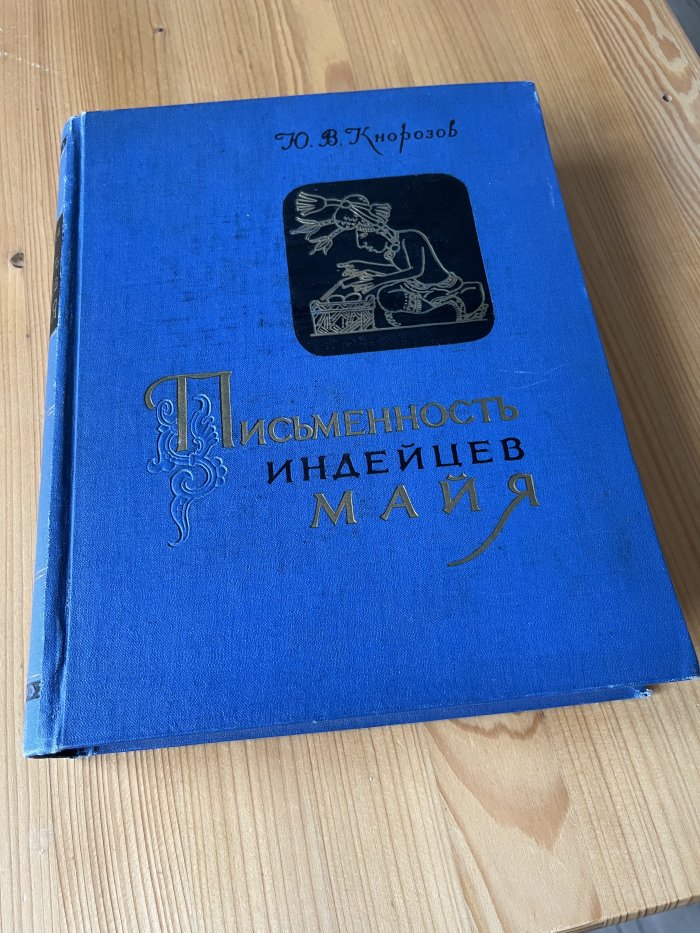 Ю. В. Кнорозов
Письменность
индейцев
майя